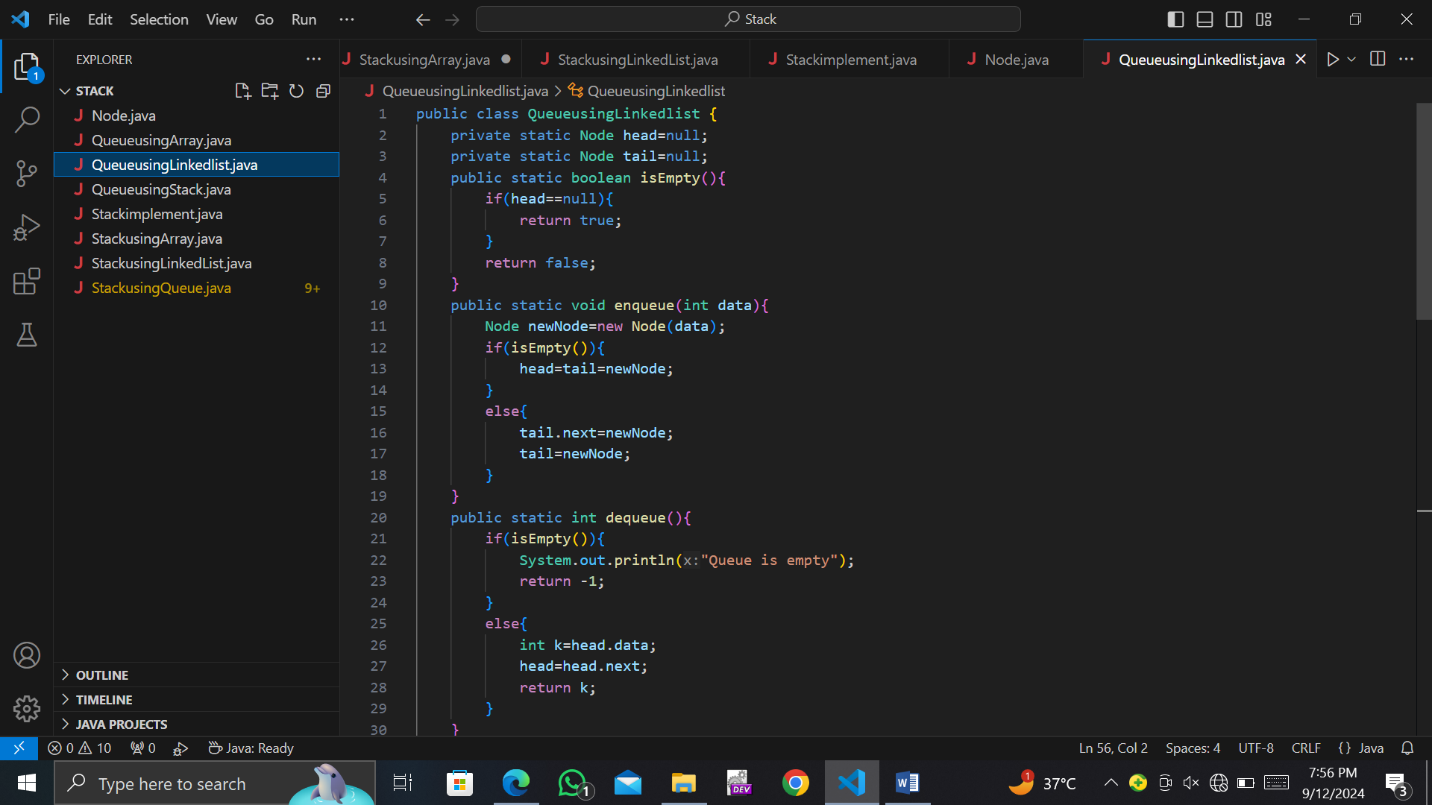 File Edit Selection View Go Run ··· Stack
EXPLORER ···
STACK
Node.java
QueueusingArray.java
QueueusingLinkedlist.java
QueueusingStack.java
Stackimplement.java
StackusingArray.java
StackusingLinkedList.java
StackusingQueue.java 9+
OUTLINE
TIMELINE
JAVA PROJECTS
1
StackusingArray.java StackusingLinkedList.java Stackimplement.java Node.java QueueusingLinkedlist.java
QueueusingLinkedlist.java > QueueusingLinkedlist
1 public class QueueusingLinkedlist {
2 private static Node head=null;
3 private static Node tail=null;
4 public static boolean isEmpty(){
5 if(head==null){
6 return true;
7 }
8 return false;
9 }
10 public static void enqueue(int data){
11 Node newNode=new Node(data);
12 if(isEmpty()){
13 head=tail=newNode;
14 }
15 else{
16 tail.next=newNode;
17 tail=newNode;
18 }
19 }
20 public static int dequeue(){
21 if(isEmpty()){
22 System.out.println(x:"Queue is empty");
23 return -1;
24 }
25 else{
26 int k=head.data;
27 head=head.next;
28 return k;
29 }
30 }
0 10 0 Java: Ready Ln 56, Col 2 Spaces: 4 UTF-8 CRLF {} Java
Type here to search 1 DEV 37°C 7:56 PM
9/12/2024 3